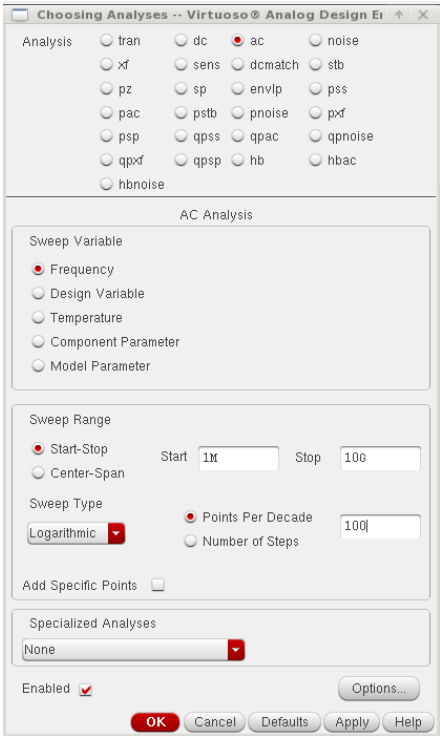 Choosing Analyses -- Virtuoso® Analog Design Er
Analysis tran dc ac noise
xf sens dcmatch stb
pz sp envlp pss
pac pstb pnoise pxf
psp qpss qpac qpnoise
qpxf qpsp hb hbac
hbnoise
AC Analysis
Sweep Variable
Frequency
Design Variable
Temperature
Component Parameter
Model Parameter
Sweep Range
Start-Stop Start 1M Stop 10G
Center-Span
Sweep Type
Logarithmic Points Per Decade 100
Number of Steps
Add Specific Points
Specialized Analyses
None
Enabled Options...
OK Cancel Defaults Apply Help